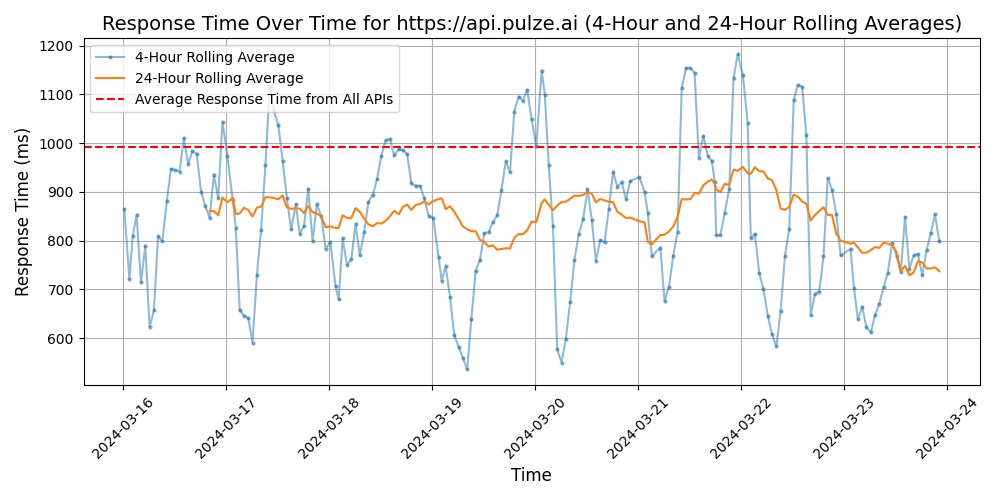 Response Time Over Time for https://api.pulze.ai (4-Hour and 24-Hour Rolling Averages)
4-Hour Rolling Average
24-Hour Rolling Average
Average Response Time from All APIs
Response Time (ms)
1200
1100
1000
900
800
700
600
2024-03-16
2024-03-17
2024-03-18
2024-03-19
2024-03-20
2024-03-21
2024-03-22
2024-03-23
2024-03-24
Time